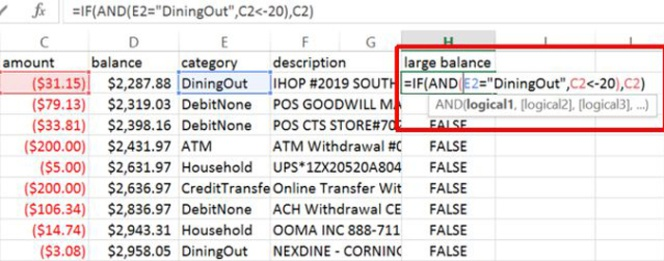 fx =IF(AND(E2="DiningOut",C2<-20),C2)
C D E F G H I J
amount balance category description large balance
($31.15) $2,287.88 DiningOut IHOP #2019 SOUTH =IF(AND(E2="DiningOut",C2<-20),C2)
($79.13) $2,319.03 DebitNone POS GOODWILL MA AND(logical1, [logical2], [logical3], ...)
($33.81) $2,398.16 DebitNone POS CTS STORE#702 FALSE
($200.00) $2,431.97 ATM ATM Withdrawal #0 FALSE
($5.00) $2,631.97 Household UPS*1ZX20520A804 FALSE
($200.00) $2,636.97 CreditTransfe Online Transfer Wit FALSE
($106.34) $2,836.97 DebitNone ACH Withdrawal CE FALSE
($14.74) $2,943.31 Household OOMA INC 888-711 FALSE
($3.08) $2,958.05 DiningOut NEXDINE - CORNING FALSE